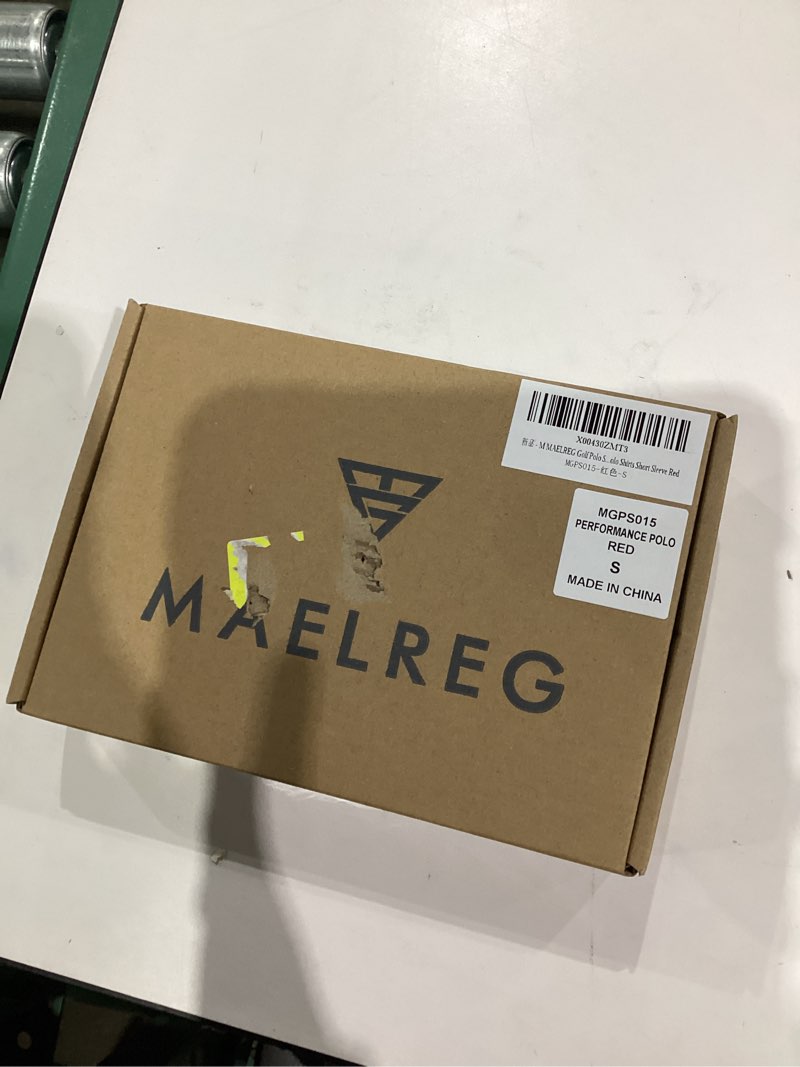 X00430ZMT3
新品 - M MAELREG Golf Polo S...olo Shirts Short Sleeve Red
MGPS015-红色-S
MGPS015
PERFORMANCE POLO
RED
S
MADE IN CHINA
MAELREG